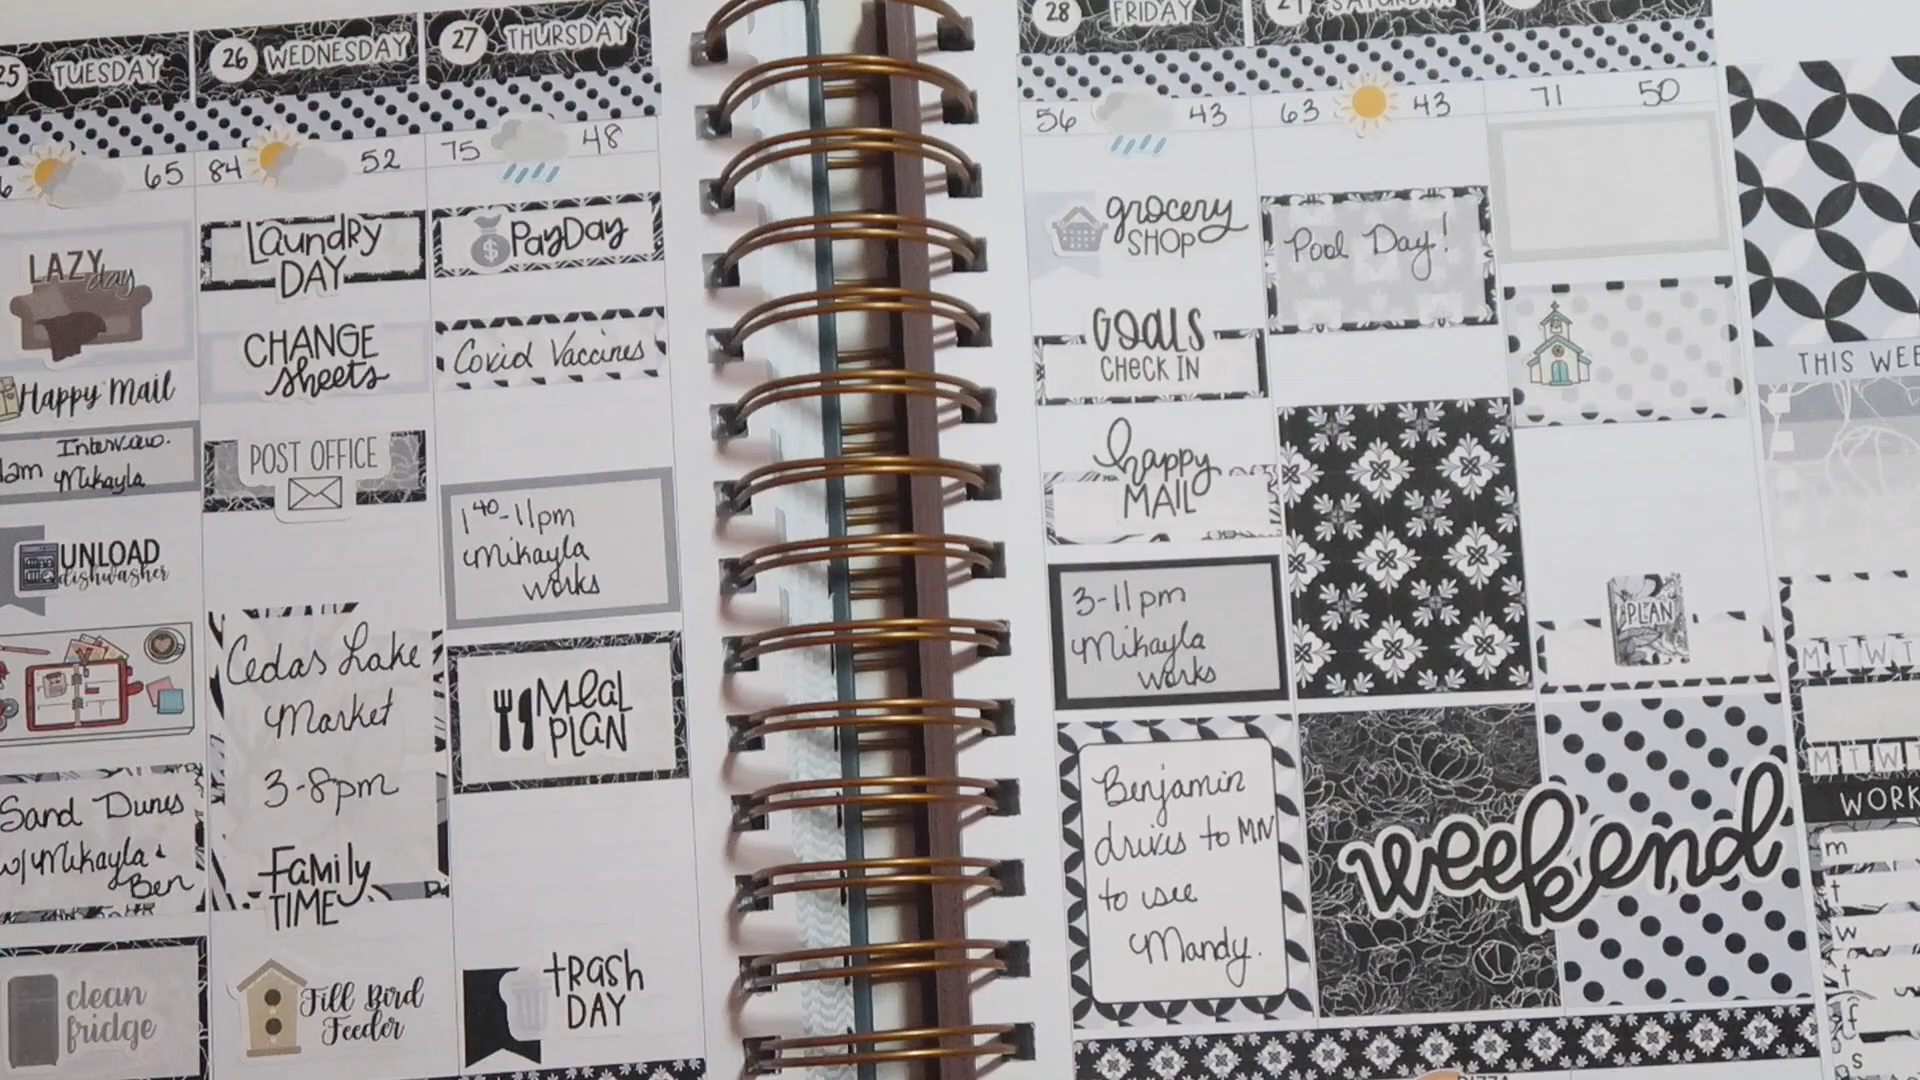 25 TUESDAY
65
LAZY day
Happy Mail
Interview
Mikayla
UNLOAD
dishwasher
Sand Dunes
w/ Mikayla &
Ben
clean
fridge
26 WEDNESDAY
84 52
Laundry
DAY
CHANGE
sheets
POST OFFICE
Cedar Lake
Market
3-8pm
Family
TIME
Fill Bird
Feeder
27 THURSDAY
75 48
$ PayDay
Covid Vaccines
1 40-11pm
Mikayla
works
Meal
PLAN
tRASH
DAY
28 FRIDAY
56 43
grocery
SHOP
GOALS
CHECK IN
happy
MAIL
3-11pm
Mikayla
works
Benjamin
drives to MN
to see
Mandy.
SATURDAY
63 43
Pool Day!
71 50
PLAN
weekend
THIS WEE
M T W T
M T W T
WORK
m
t
w
t
f
s
PIZZA